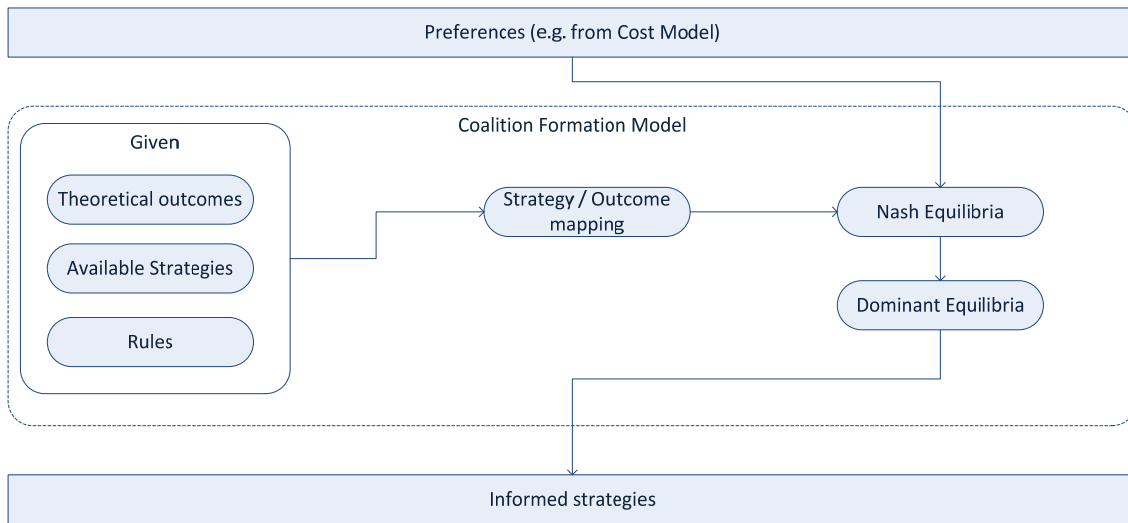 Preferences (e.g. from Cost Model)
Coalition Formation Model
Given
Theoretical outcomes
Available Strategies
Rules
Strategy / Outcome
mapping
Nash Equilibria
Dominant Equilibria
Informed strategies